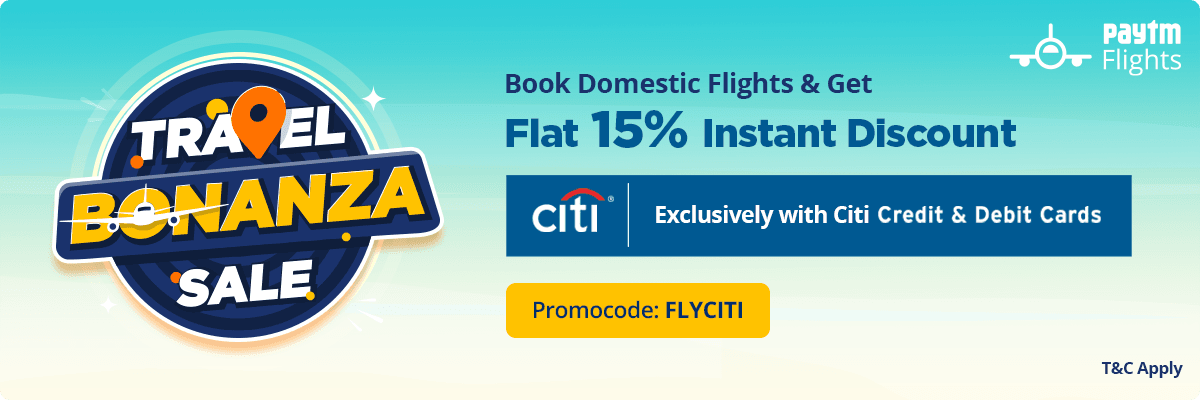 TRAVEL
BONANZA
SALE
paytm
Flights
Book Domestic Flights & Get
Flat 15% Instant Discount
citi® Exclusively with Citi Credit & Debit Cards
Promocode: FLYCITI
T&C Apply